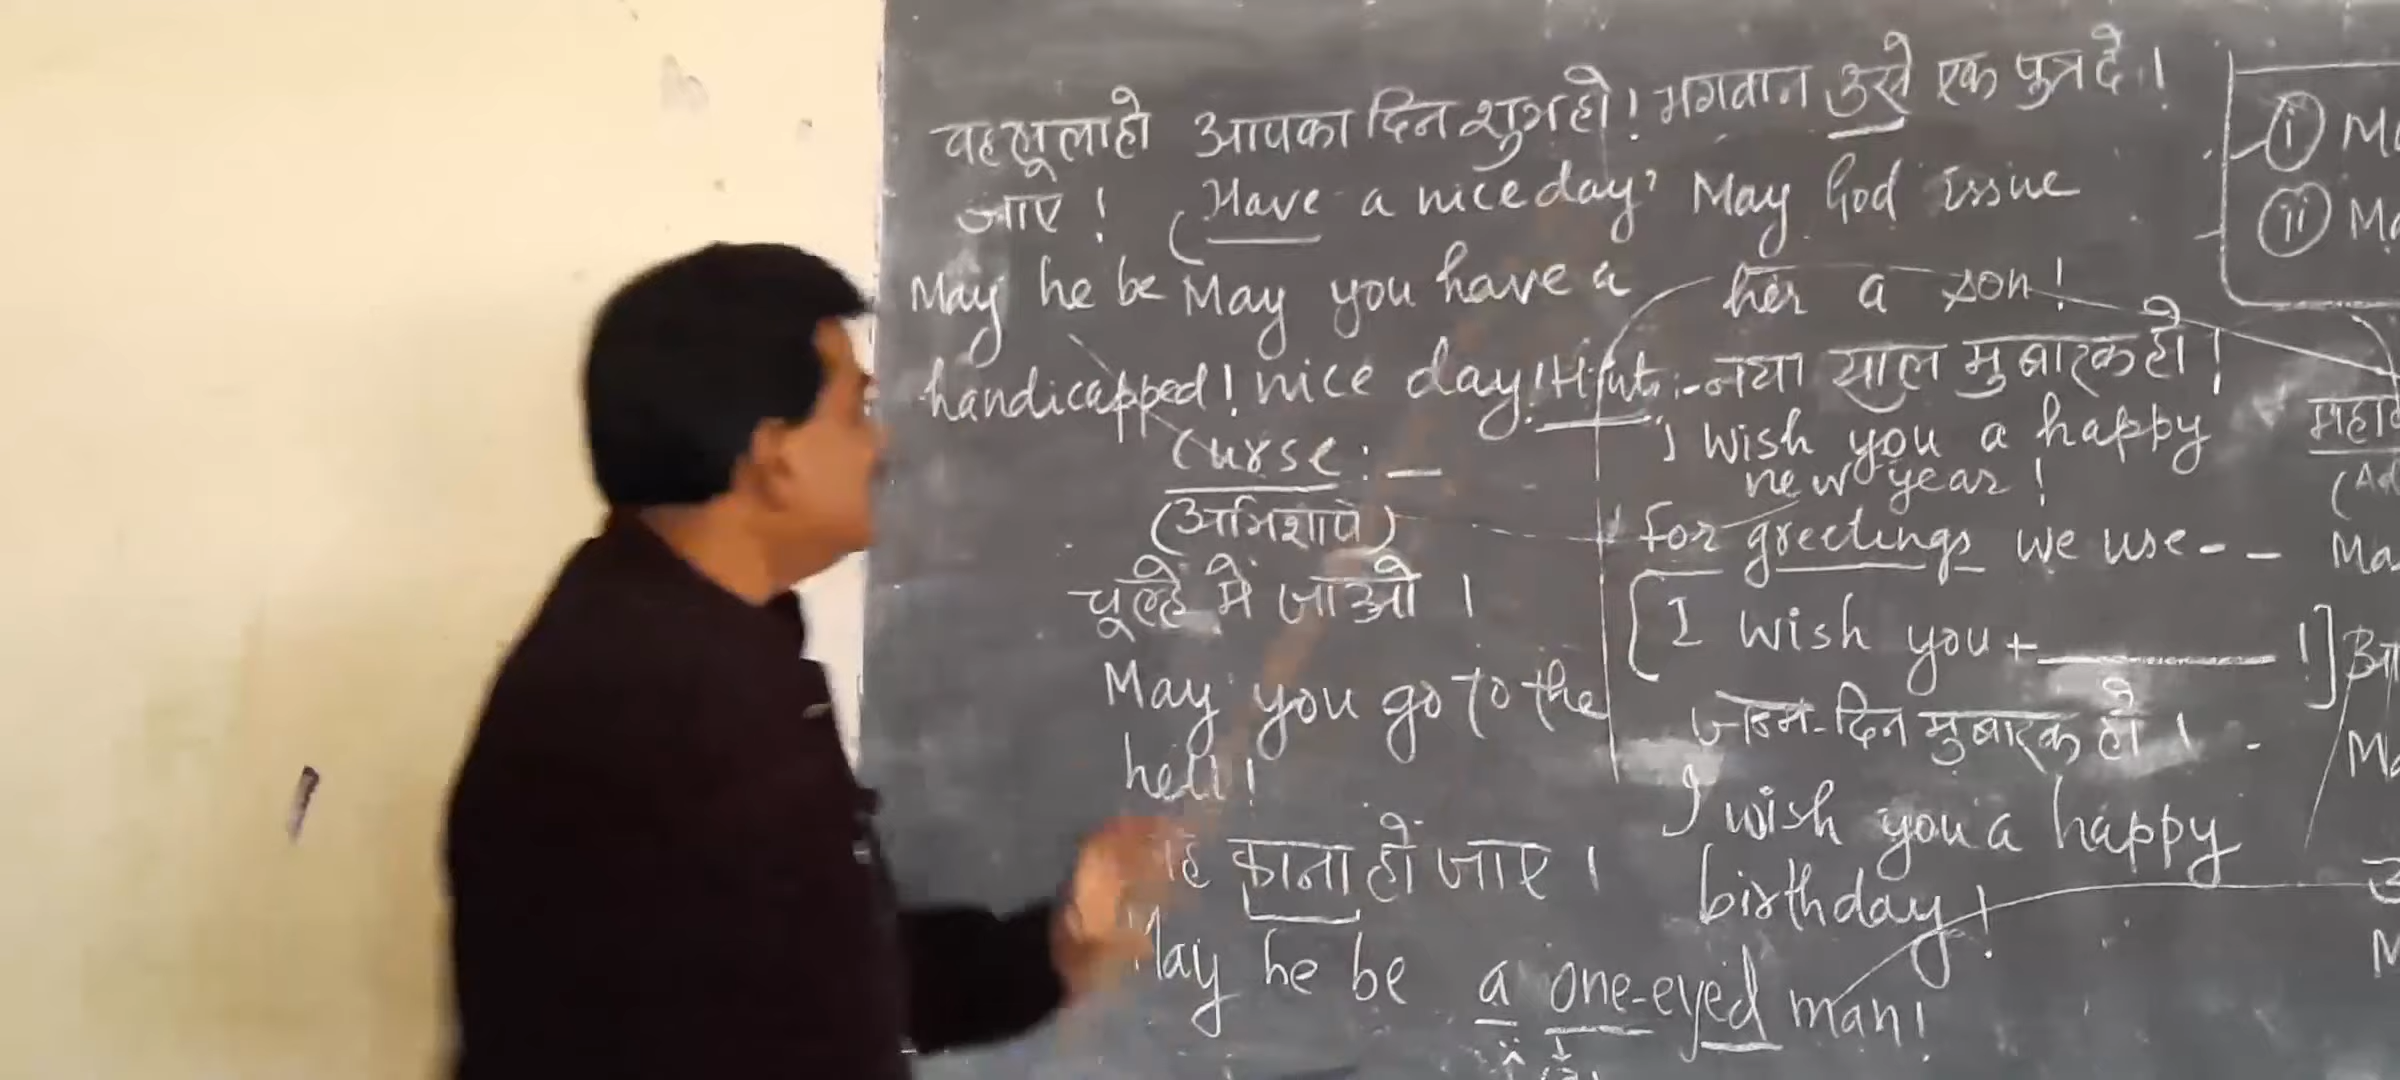 वह लूला हो
जाए !
May he be
handicapped !
आपका दिन शुभ हो !
(Have a nice day'
May you have a
nice day !
Curse : —
(अभिशाप)
चूल्हे में जाओ ।
May you go to the
hell !
काना हो जाए ।
May he be a one-eyed man !
भगवान उसे एक पुत्र दे !
May God issue
her a son !
Hint :- नया साल मुबारक हो !
I wish you a happy
new year !
For greetings we use - -
[I wish you + ________ !]
जन्म-दिन मुबारक हो ।
I wish you a happy
birthday !
(i)
(ii)